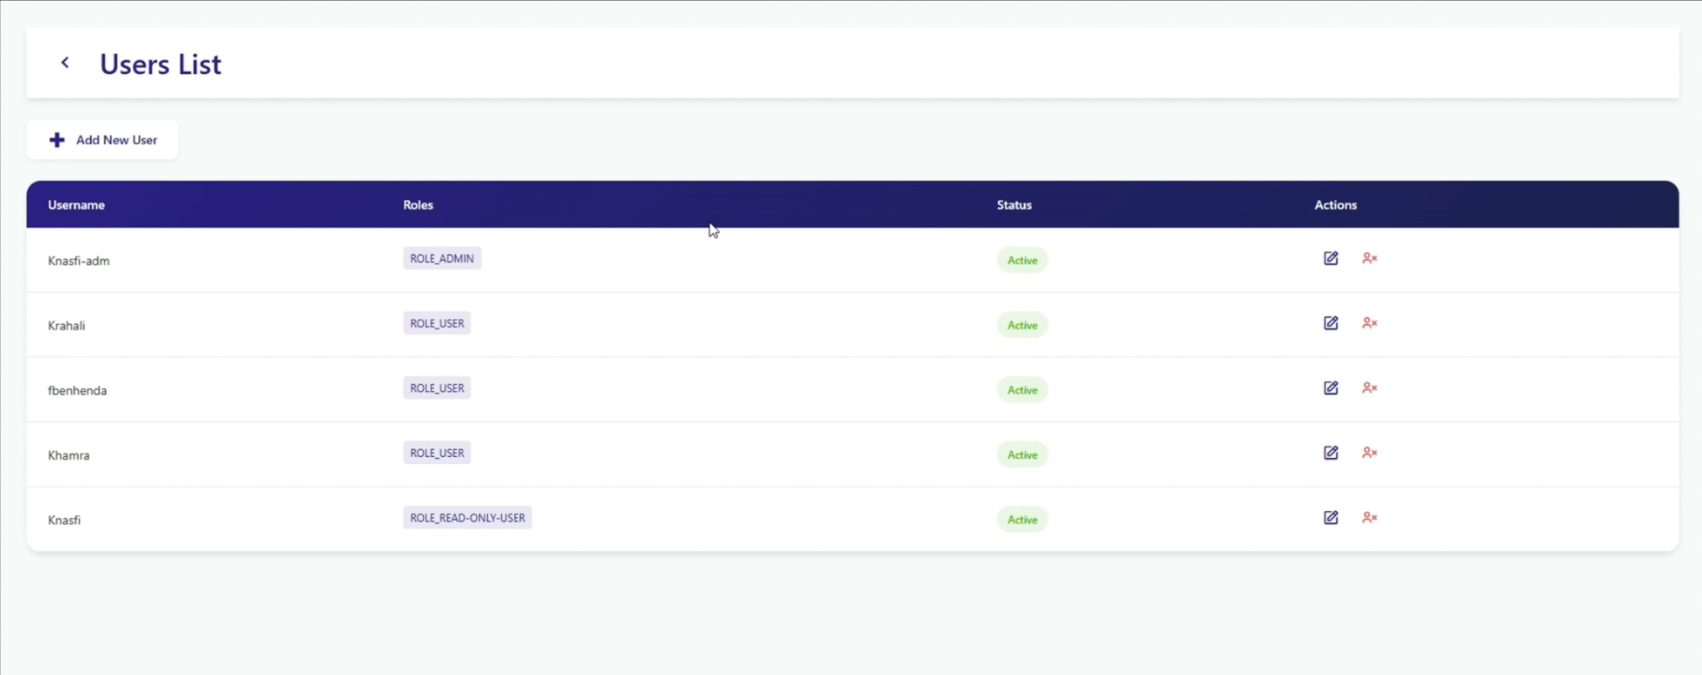 Users List
Add New User
Username Roles Status Actions
Knasfi-adm ROLE_ADMIN Active
Krahali ROLE_USER Active
fbenhenda ROLE_USER Active
Khamra ROLE_USER Active
Knasfi ROLE_READ-ONLY-USER Active